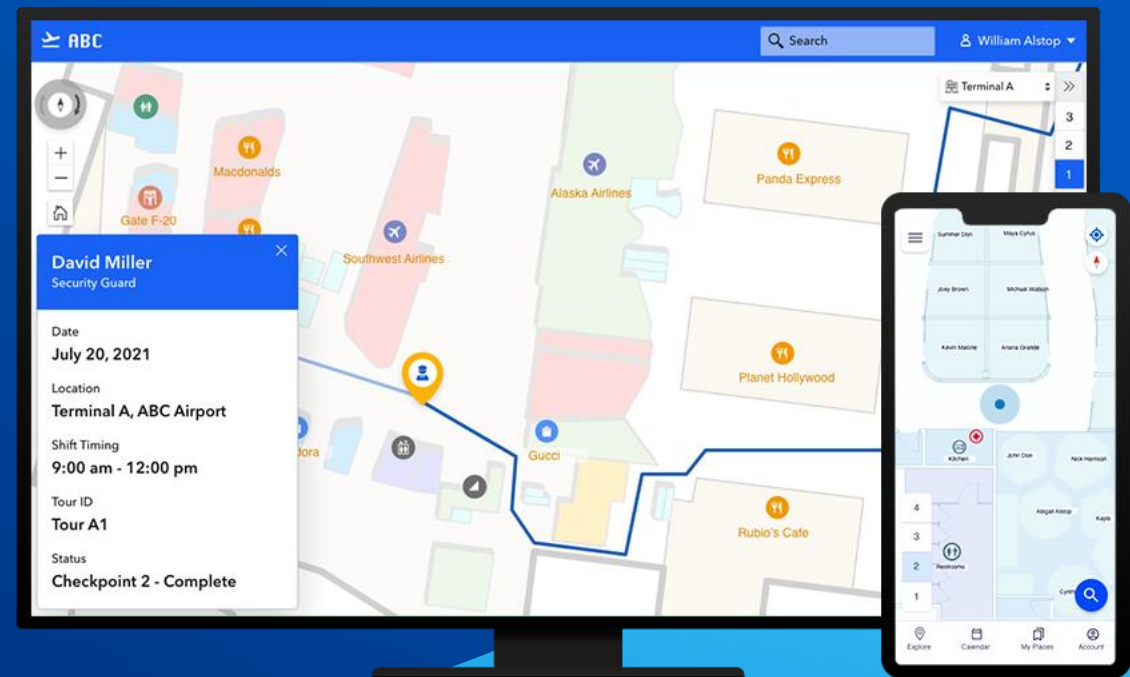 ABC
Search
William Alstop
Terminal A
3
2
1
Macdonalds
Gate F-20
Alaska Airlines
Panda Express
Southwest Airlines
Planet Hollywood
Gucci
Rubio's Cafe
David Miller
Security Guard
Date
July 20, 2021
Location
Terminal A, ABC Airport
Shift Timing
9:00 am - 12:00 pm
Tour ID
Tour A1
Status
Checkpoint 2 - Complete
Summer Don
Maya Cyrus
Joey Brown
Michael Watson
Kevin Malone
Ariana Grande
Kitchen
John Doe
Nick Harrison
Abigail Alstop
Kayle
4
3
2
1
Restrooms
Explore
Calendar
My Places
Account